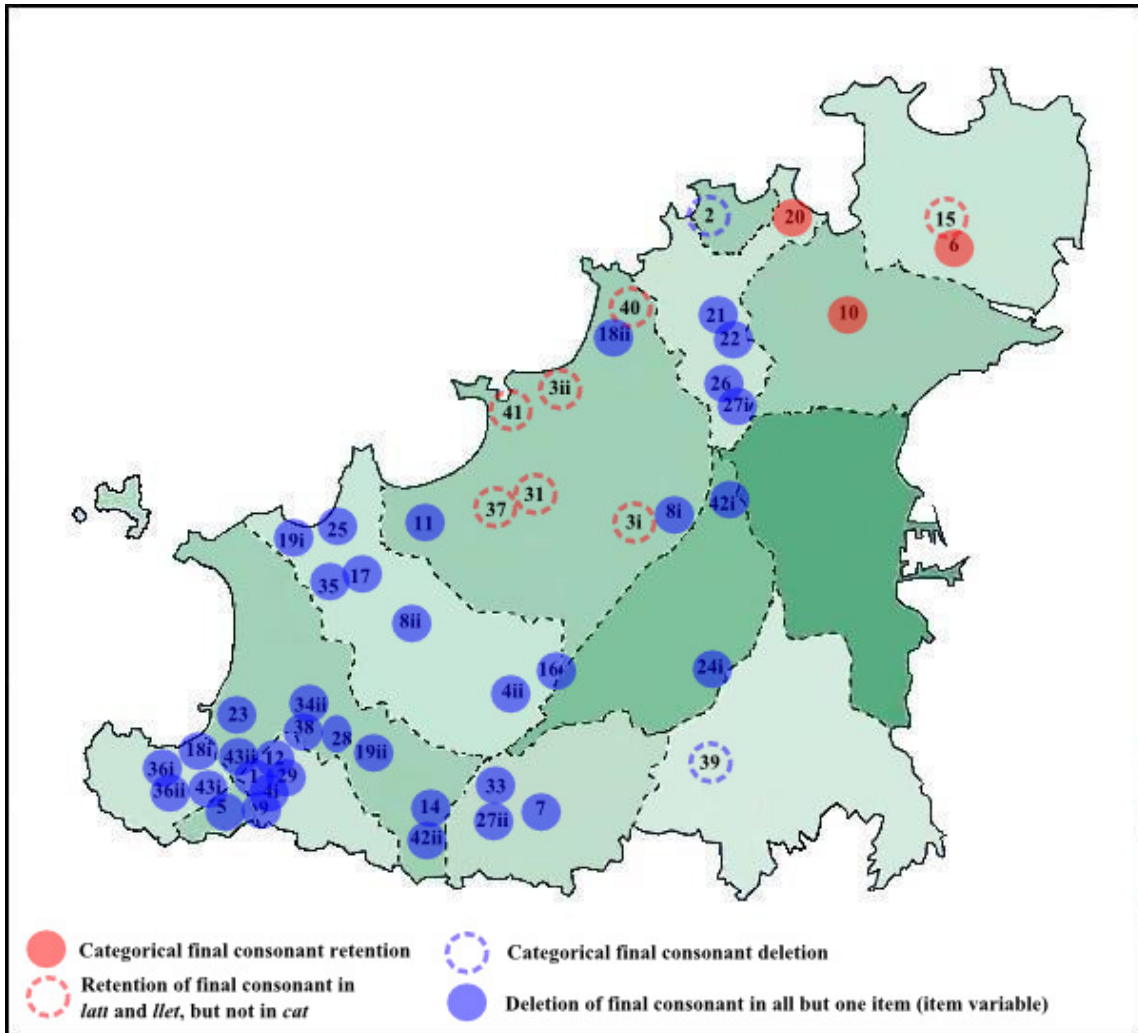 2
20
15
6
40
21
10
18ii
22
3ii
26
41
27i
31
37
42i
8i
3i
11
25
19i
17
35
8ii
16
24i
4ii
34ii
23
38
28
18i
43ii
12
19ii
39
36i
1
29
33
36ii
43i
4i
14
7
5
9
27ii
42ii
Categorical final consonant retention
Categorical final consonant deletion
Retention of final consonant in
latt and llet, but not in cat
Deletion of final consonant in all but one item (item variable)